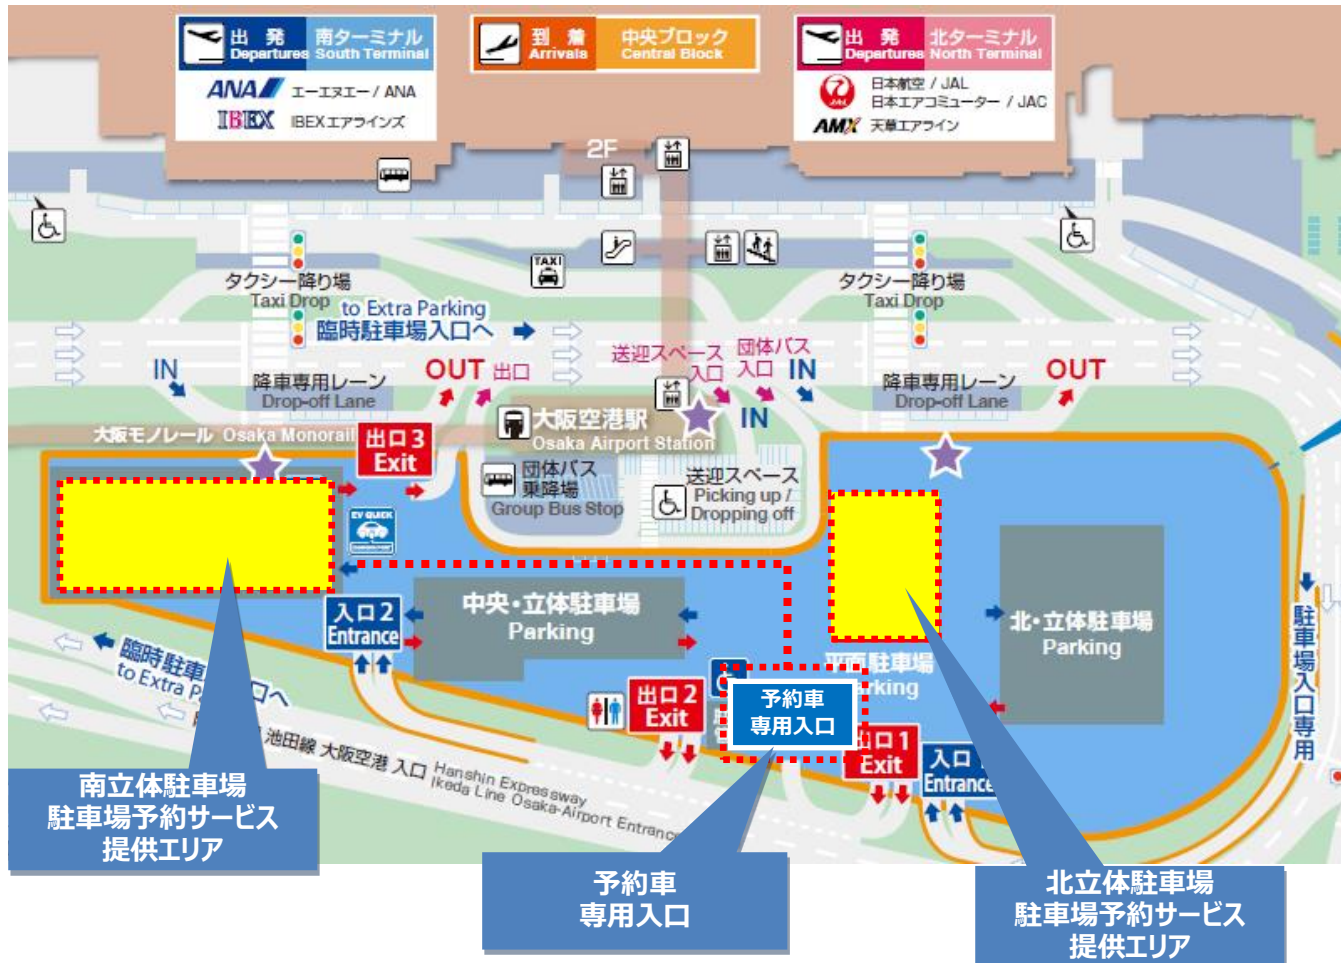 出 発 南ターミナル
Departures South Terminal
ANA エーエヌエー / ANA
IBEX IBEXエアラインズ
到 着 中央ブロック
Arrivals Central Block
出 発 北ターミナル
Departures North Terminal
JAL
日本航空 / JAL
日本エアコミューター / JAC
AMX 天草エアライン
2F
TAXI
タクシー降り場
Taxi Drop
タクシー降り場
Taxi Drop
to Extra Parking
臨時駐車場入口へ
IN
降車専用レーン
Drop-off Lane
OUT 出口
送迎スペース
入口
団体バス
入口
IN
IN
降車専用レーン
Drop-off Lane
OUT
大阪モノレール Osaka Monorail
大阪空港駅
Osaka Airport Station
出口3
Exit
団体バス
乗降場
Group Bus Stop
送迎スペース
Picking up /
Dropping off
EV QUICK
入口2
Entrance
中央・立体駐車場
Parking
北・立体駐車場
Parking
平面駐車場
arking
駐車場入口専用
臨時駐車 入口へ
to Extra P
出口2
Exit
予約車
専用入口
出口1
Exit
入口
Entrance
池田線 大阪空港 入口
Hanshin Expressway
Ikeda Line Osaka-Airport Entranc
南立体駐車場
駐車場予約サービス
提供エリア
予約車
専用入口
北立体駐車場
駐車場予約サービス
提供エリア